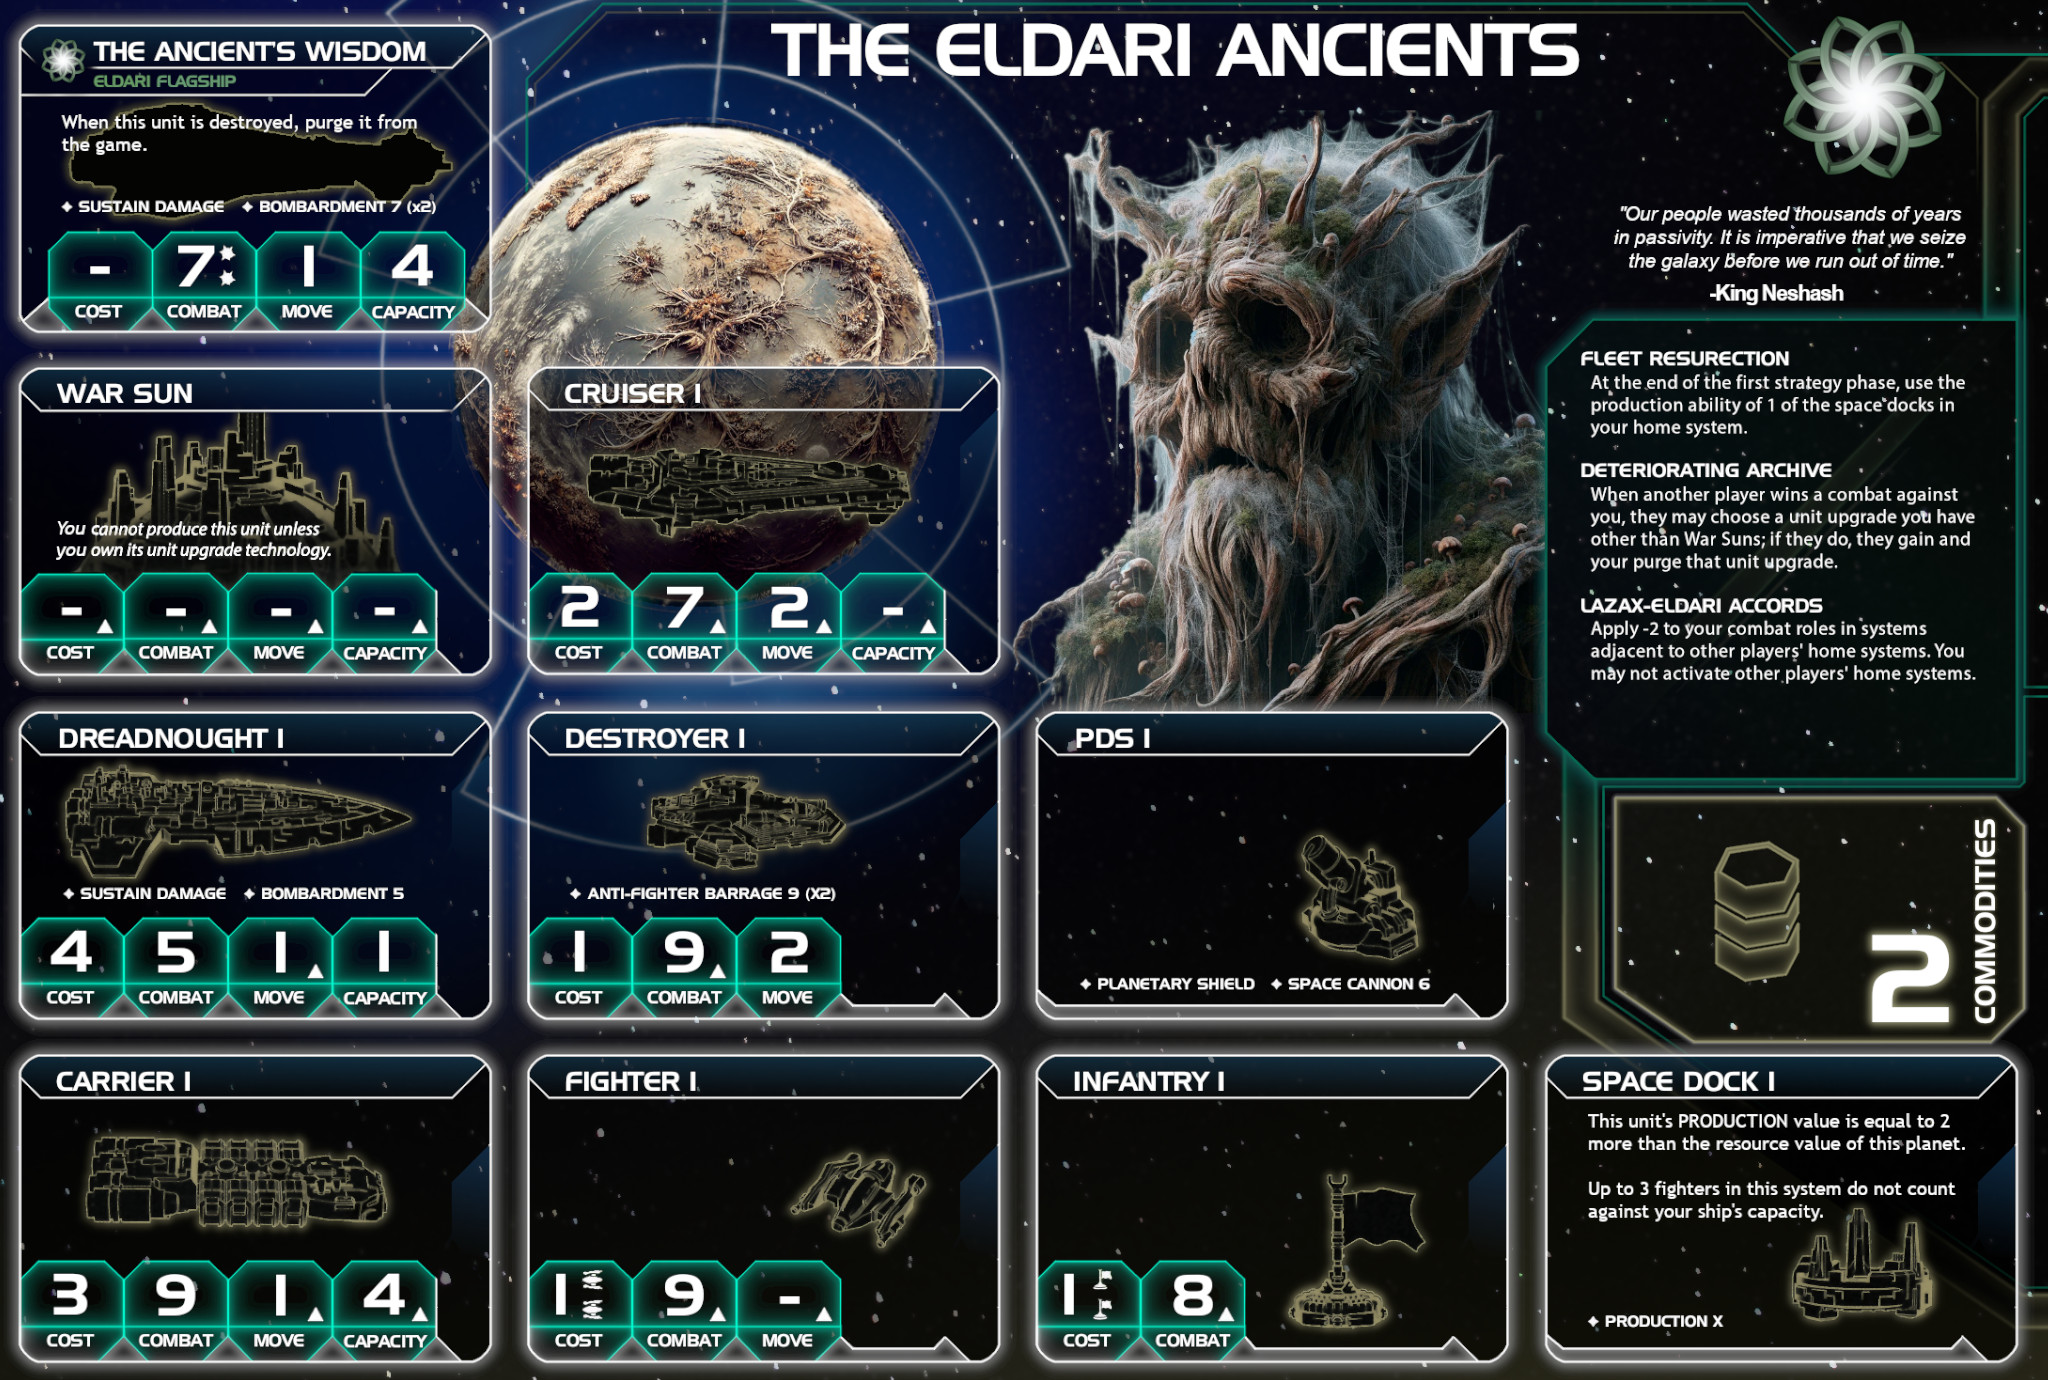 THE ELDARI ANCIENTS
THE ANCIENT'S WISDOM
ELDARI FLAGSHIP
When this unit is destroyed, purge it from
the game.
SUSTAIN DAMAGE BOMBARDMENT 7 (x2)
- 7 1 4
COST COMBAT MOVE CAPACITY
"Our people wasted thousands of years
in passivity. It is imperative that we seize
the galaxy before we run out of time."
-King Neshash
FLEET RESURECTION
At the end of the first strategy phase, use the
production ability of 1 of the space docks in
your home system.
DETERIORATING ARCHIVE
When another player wins a combat against
you, they may choose a unit upgrade you have
other than War Suns; if they do, they gain and
your purge that unit upgrade.
LAZAX-ELDARI ACCORDS
Apply -2 to your combat roles in systems
adjacent to other players' home systems. You
may not activate other players' home systems.
WAR SUN
You cannot produce this unit unless
you own its unit upgrade technology.
- - - -
COST COMBAT MOVE CAPACITY
CRUISER I
2 7 2 -
COST COMBAT MOVE CAPACITY
DREADNOUGHT I
SUSTAIN DAMAGE BOMBARDMENT 5
4 5 1 1
COST COMBAT MOVE CAPACITY
DESTROYER I
ANTI-FIGHTER BARRAGE 9 (X2)
1 9 2
COST COMBAT MOVE
PDS I
PLANETARY SHIELD SPACE CANNON 6
2
COMMODITIES
CARRIER I
3 9 1 4
COST COMBAT MOVE CAPACITY
FIGHTER I
1 9 -
COST COMBAT MOVE
INFANTRY I
1 8
COST COMBAT
SPACE DOCK I
This unit's PRODUCTION value is equal to 2
more than the resource value of this planet.
Up to 3 fighters in this system do not count
against your ship's capacity.
PRODUCTION X